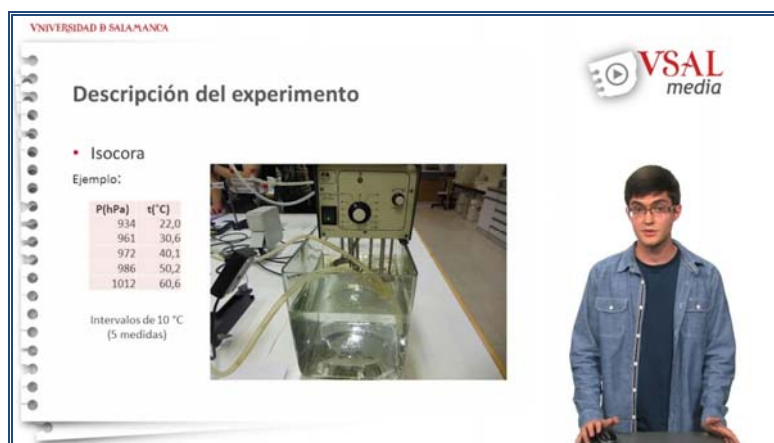 VNIVERSIDAD D SALAMANCA
VSAL
media
Descripción del experimento
• Isocora
Ejemplo:
P(hPa) t(°C)
934 22,0
961 30,6
972 40,1
986 50,2
1012 60,6
Intervalos de 10 °C
(5 medidas)